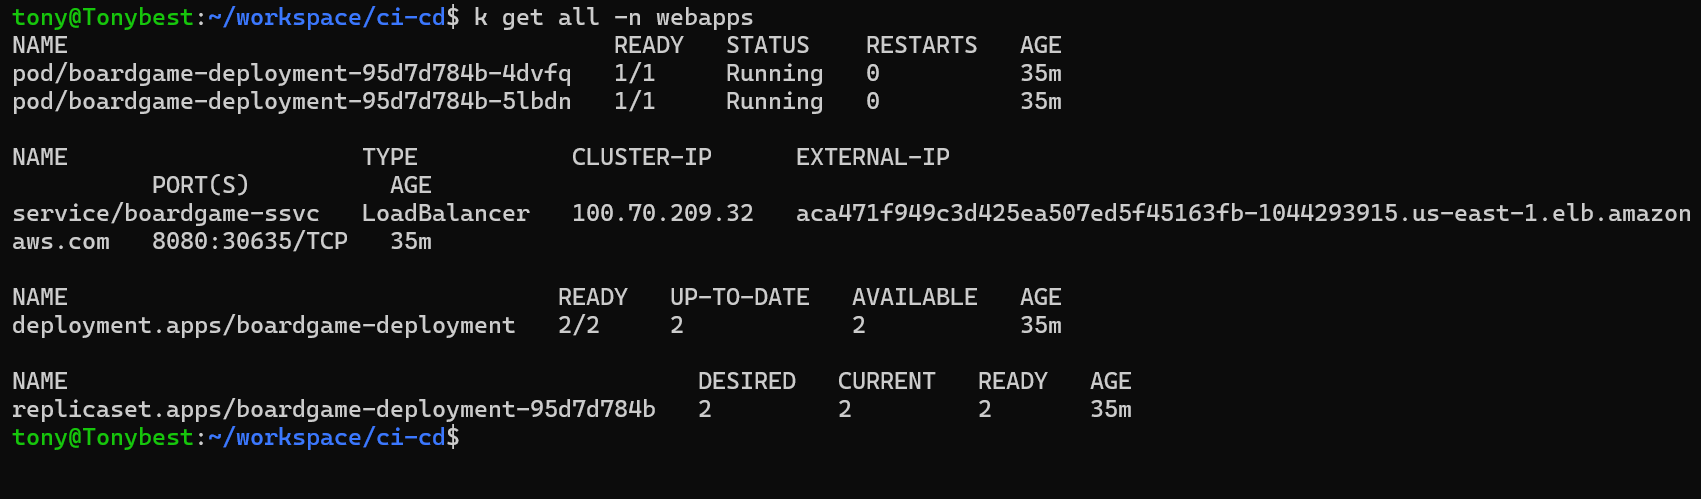 tony@Tonybest:~/workspace/ci-cd$ k get all -n webapps
NAME                                       READY   STATUS    RESTARTS   AGE
pod/boardgame-deployment-95d7d784b-4dvfq   1/1     Running   0          35m
pod/boardgame-deployment-95d7d784b-5lbdn   1/1     Running   0          35m

NAME                     TYPE           CLUSTER-IP      EXTERNAL-IP
          PORT(S)          AGE
service/boardgame-ssvc   LoadBalancer   100.70.209.32   aca471f949c3d425ea507ed5f45163fb-1044293915.us-east-1.elb.amazon
aws.com   8080:30635/TCP   35m

NAME                                   READY   UP-TO-DATE   AVAILABLE   AGE
deployment.apps/boardgame-deployment   2/2     2            2           35m

NAME                                             DESIRED   CURRENT   READY   AGE
replicaset.apps/boardgame-deployment-95d7d784b   2         2         2       35m
tony@Tonybest:~/workspace/ci-cd$